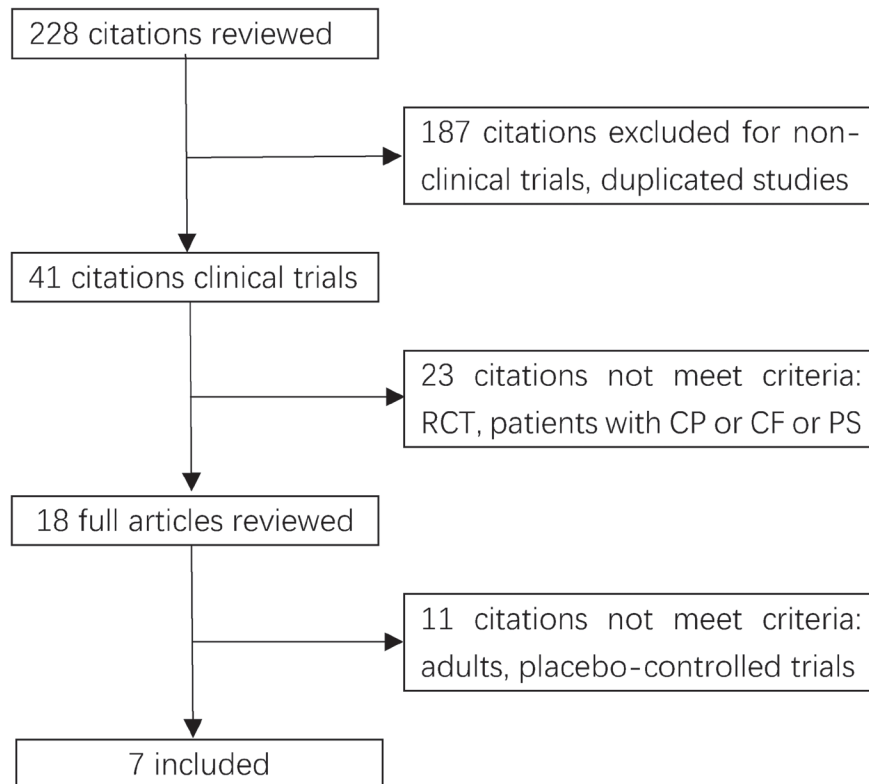 228 citations reviewed
187 citations excluded for non-
clinical trials, duplicated studies
41 citations clinical trials
23 citations not meet criteria:
RCT, patients with CP or CF or PS
18 full articles reviewed
11 citations not meet criteria:
adults, placebo-controlled trials
7 included